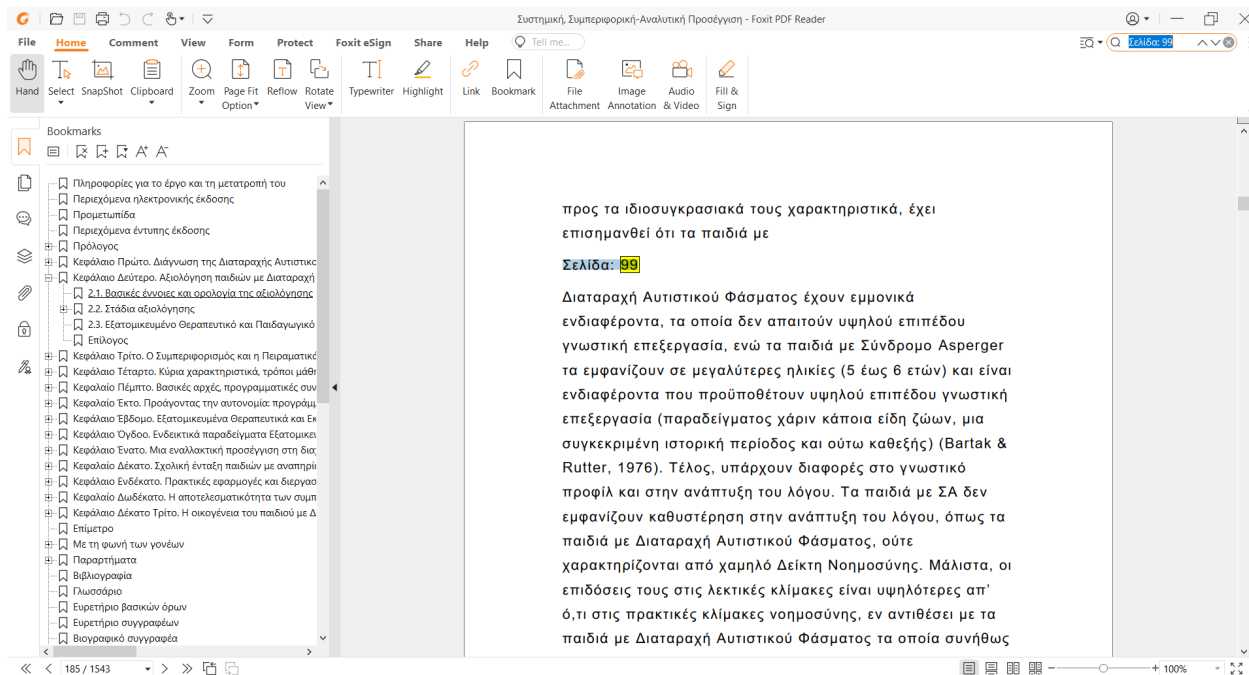 Συστημική, Συμπεριφορική-Αναλυτική Προσέγγιση - Foxit PDF Reader
File Home Comment View Form Protect Foxit eSign Share Help Tell me... Σελίδα: 99
Hand Select SnapShot Clipboard Zoom Page Fit Option Reflow Rotate View Typewriter Highlight Link Bookmark File Attachment Image Annotation Audio & Video Fill & Sign
Bookmarks
Πληροφορίες για το έργο και τη μετατροπή του
Περιεχόμενα ηλεκτρονικής έκδοσης
Προμετωπίδα
Περιεχόμενα έντυπης έκδοσης
Πρόλογος
Κεφάλαιο Πρώτο. Διάγνωση της Διαταραχής Αυτιστικο
Κεφάλαιο Δεύτερο. Αξιολόγηση παιδιών με Διαταραχή
2.1. Βασικές έννοιες και ορολογία της αξιολόγησης
2.2. Στάδια αξιολόγησης
2.3. Εξατομικευμένο Θεραπευτικό και Παιδαγωγικό
Επίλογος
Κεφάλαιο Τρίτο. Ο Συμπεριφορισμός και η Πειραματικά
Κεφάλαιο Τέταρτο. Κύρια χαρακτηριστικά, τρόποι μάθη
Κεφαλαίο Πέμπτο. Βασικές αρχές, προγραμματικές συν
Κεφαλαίο Έκτο. Προάγοντας την αυτονομία: προγράμμ
Κεφάλαιο Έβδομο. Εξατομικευμένα Θεραπευτικά και Εκ
Κεφάλαιο Όγδοο. Ενδεικτικά παραδείγματα Εξατομικευ
Κεφάλαιο Ένατο. Μια εναλλακτική προσέγγιση στη δια
Κεφαλαίο Δέκατο. Σχολική ένταξη παιδιών με αναπηρί
Κεφάλαιο Ενδέκατο. Πρακτικές εφαρμογές και διεργασ
Κεφαλαίο Δωδέκατο. Η αποτελεσματικότητα των συμπ
Κεφάλαιο Δέκατο Τρίτο. Η οικογένεια του παιδιού με Δ
Επίμετρο
Με τη φωνή των γονέων
Παραρτήματα
Βιβλιογραφία
Γλωσσάριο
Ευρετήριο βασικών όρων
Ευρετήριο συγγραφέων
Βιογραφικό συγγραφέα
προς τα ιδιοσυγκρασιακά τους χαρακτηριστικά, έχει
επισημανθεί ότι τα παιδιά με
Σελίδα: 99
Διαταραχή Αυτιστικού Φάσματος έχουν εμμονικά
ενδιαφέροντα, τα οποία δεν απαιτούν υψηλού επιπέδου
γνωστική επεξεργασία, ενώ τα παιδιά με Σύνδρομο Asperger
τα εμφανίζουν σε μεγαλύτερες ηλικίες (5 έως 6 ετών) και είναι
ενδιαφέροντα που προϋποθέτουν υψηλού επιπέδου γνωστική
επεξεργασία (παραδείγματος χάριν κάποια είδη ζώων, μια
συγκεκριμένη ιστορική περίοδος και ούτω καθεξής) (Bartak &
Rutter, 1976). Τέλος, υπάρχουν διαφορές στο γνωστικό
προφίλ και στην ανάπτυξη του λόγου. Τα παιδιά με ΣΑ δεν
εμφανίζουν καθυστέρηση στην ανάπτυξη του λόγου, όπως τα
παιδιά με Διαταραχή Αυτιστικού Φάσματος, ούτε
χαρακτηρίζονται από χαμηλό Δείκτη Νοημοσύνης. Μάλιστα, οι
επιδόσεις τους στις λεκτικές κλίμακες είναι υψηλότερες απ'
ό,τι στις πρακτικές κλίμακες νοημοσύνης, εν αντιθέσει με τα
παιδιά με Διαταραχή Αυτιστικού Φάσματος τα οποία συνήθως
185 / 1543
100%